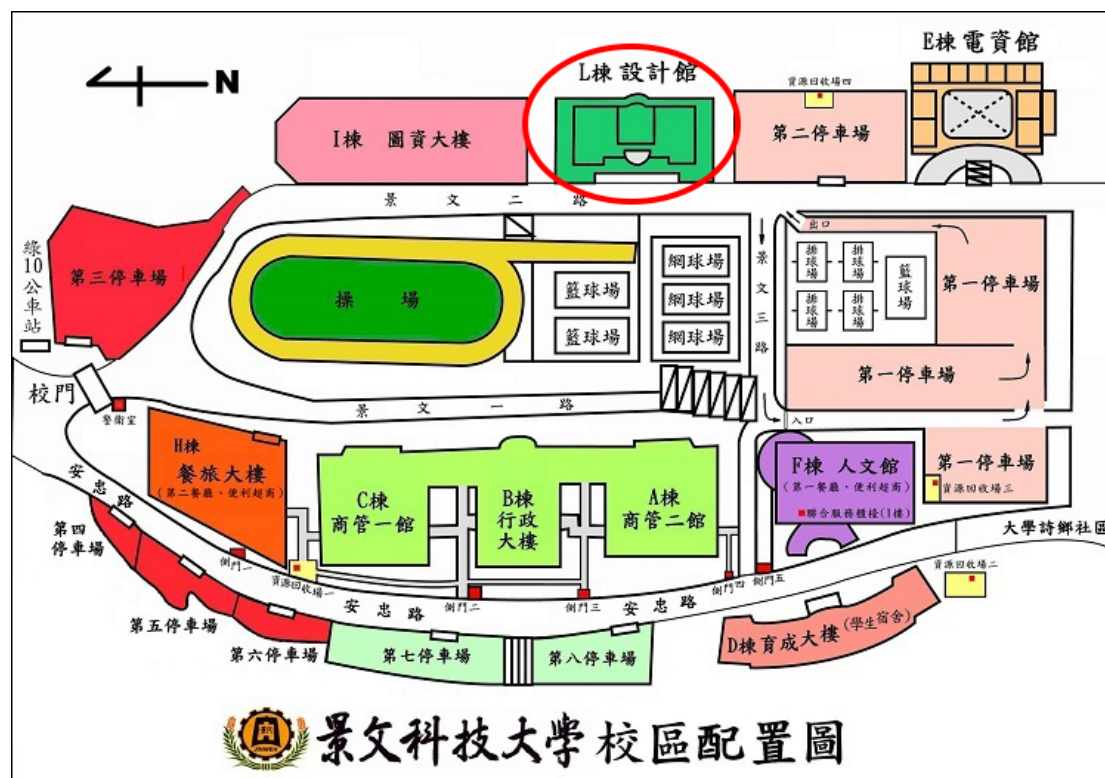 E棟電資館
L棟設計館
N
資源回收場四
I棟 圖資大樓
第二停車場
景文二路
出口
綠10公車站
第三停車場
操場
籃球場
籃球場
網球場
網球場
網球場
景文三路
排球場
排球場
排球場
排球場
籃球場
第一停車場
第一停車場
校門
警衛室
景文一路
入口
H棟
餐旅大樓
(第二餐廳、便利超商)
C棟
商管一館
B棟
行政
大樓
A棟
商管二館
F棟 人文館
(第一餐廳、便利超商)
聯合服務櫃檯(1樓)
第一停車場
資源回收場三
大學詩鄉社區
安忠路
第四
停車場
側門一
資源回收場一
側門二
側門三
側門四
側門五
資源回收場二
安忠路
安忠路
第五停車場
第六停車場
第七停車場
第八停車場
D棟育成大樓(學生宿舍)
JINWEN
景文科技大學校區配置圖